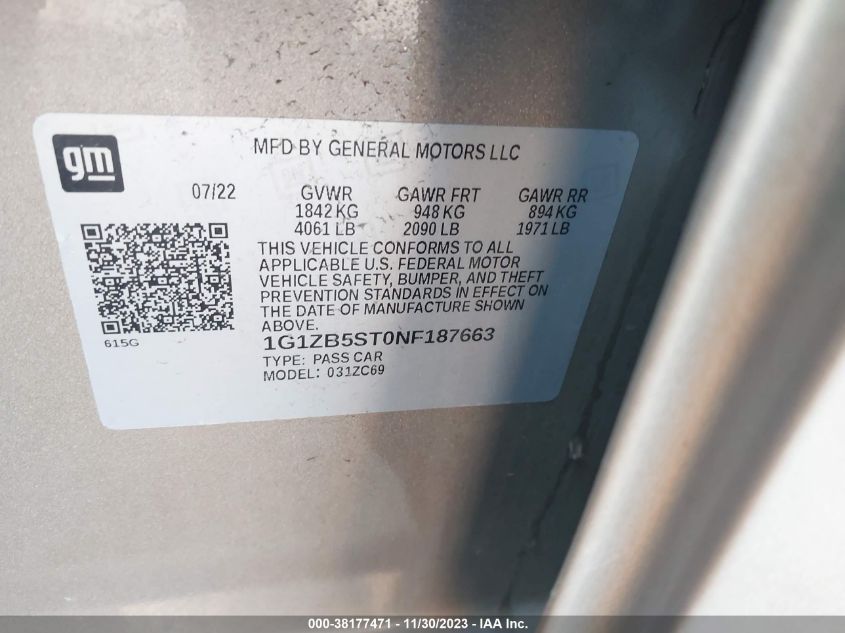 gm
MFD BY GENERAL MOTORS LLC
07/22 GVWR GAWR FRT GAWR RR
1842 KG 948 KG 894 KG
4061 LB 2090 LB 1971 LB
THIS VEHICLE CONFORMS TO ALL
APPLICABLE U.S. FEDERAL MOTOR
VEHICLE SAFETY, BUMPER, AND THEFT
PREVENTION STANDARDS IN EFFECT ON
THE DATE OF MANUFACTURE SHOWN
ABOVE.
615G
1G1ZB5ST0NF187663
TYPE: PASS CAR
MODEL: 031ZC69
000-38177471 - 11/30/2023 - IAA Inc.